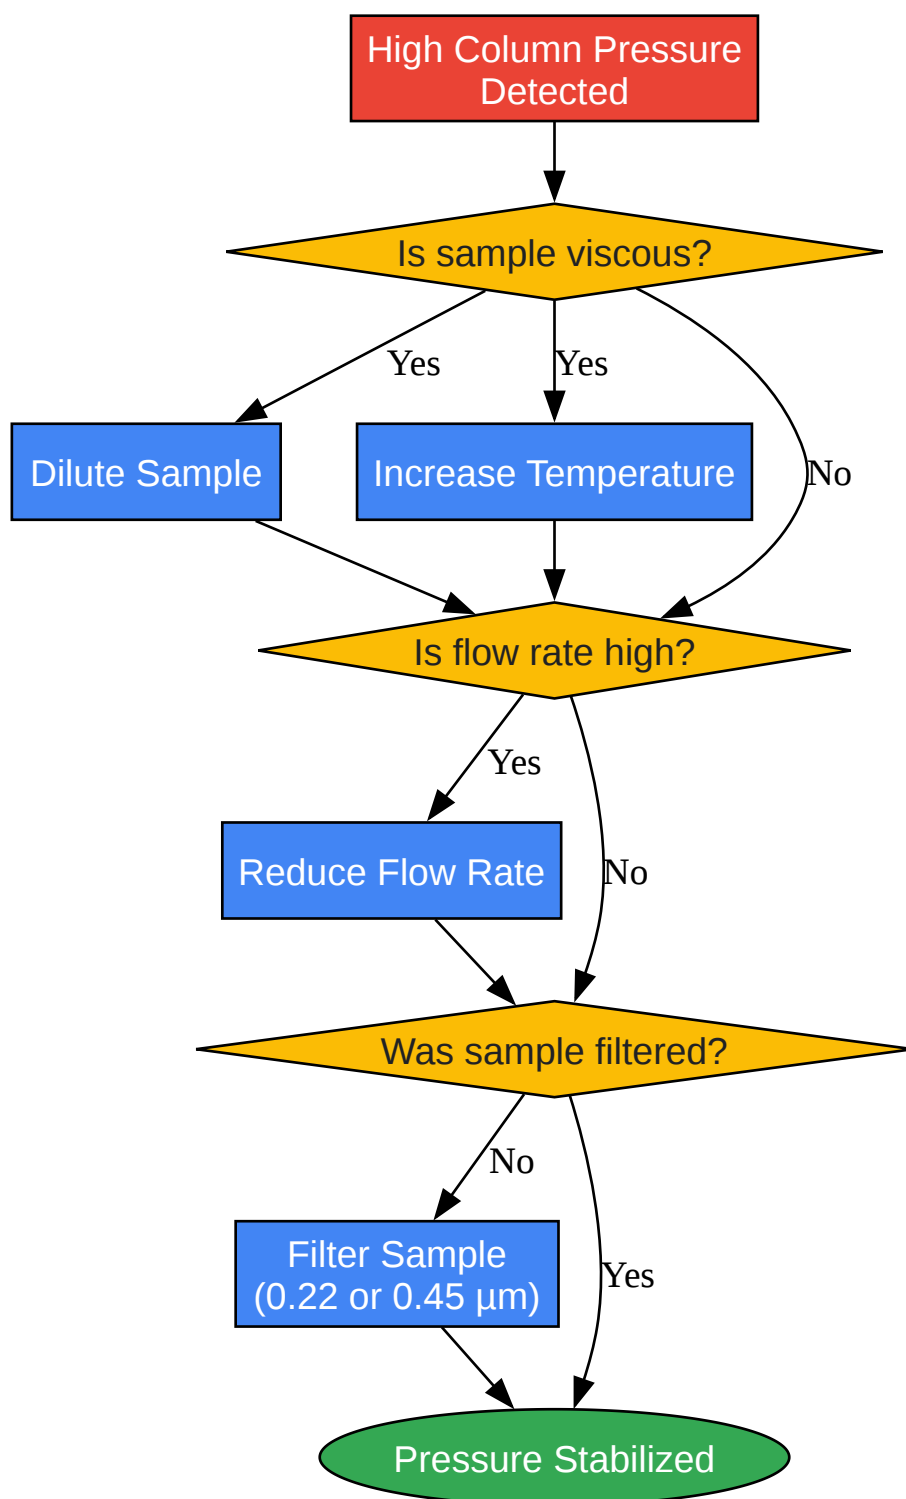 High Column Pressure
Detected
Is sample viscous?
Yes
Yes
Dilute Sample
Increase Temperature
No
Is flow rate high?
Yes
Reduce Flow Rate
No
Was sample filtered?
No
Filter Sample
(0.22 or 0.45 µm)
Yes
Pressure Stabilized